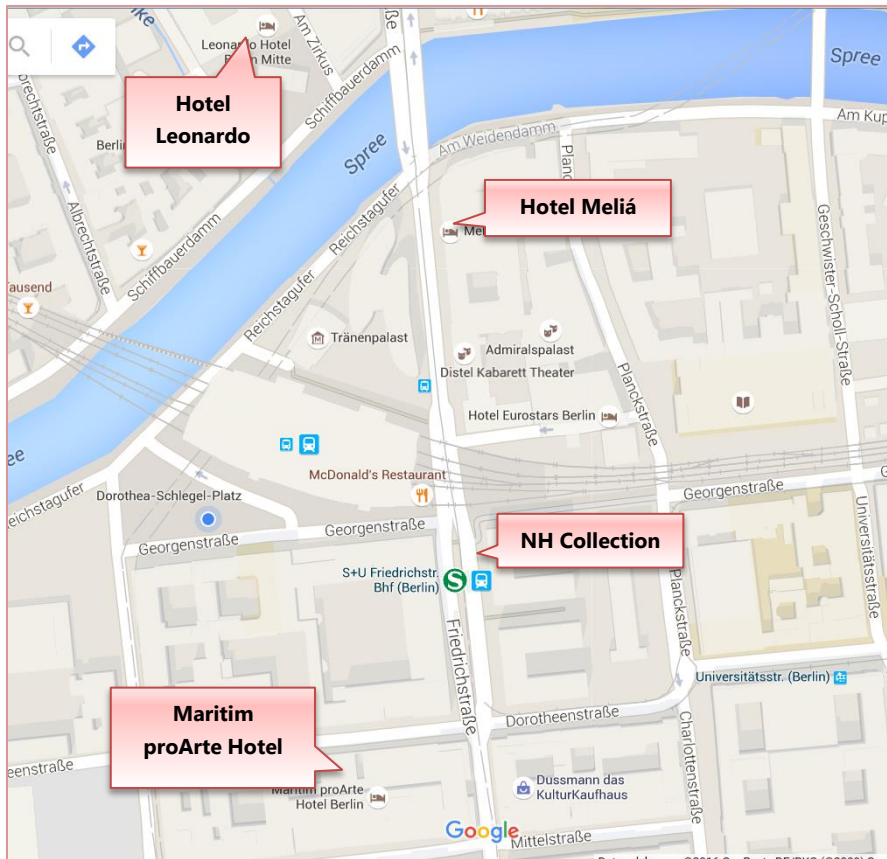 Leonardo Hotel
Mitte
Am Zirkus
Spree
Hotel
Leonardo
Schiffbauerdamm
Am Weidendamm
Albrechtstraße
Spree
Reichstagufer
Hotel Meliá
Geschwister-Scholl-Straße
Schiffbauerdamm
Tausend
Reichstagufer
Tränenpalast
Admiralspalast
Distel Kabarett Theater
Planckstraße
Hotel Eurostars Berlin
McDonald's Restaurant
Dorothea-Schlegel-Platz
Georgenstraße
Georgenstraße
Georgenstraße
NH Collection
Universitätsstraße
S+U Friedrichstr.
Bhf (Berlin)
S
Planckstraße
Friedrichstraße
Universitätsstr. (Berlin)
Maritim
proArte Hotel
Dorotheenstraße
Charlottenstraße
Maritim proArte
Hotel Berlin
Dussmann das
KulturKaufhaus
Google
Mittelstraße